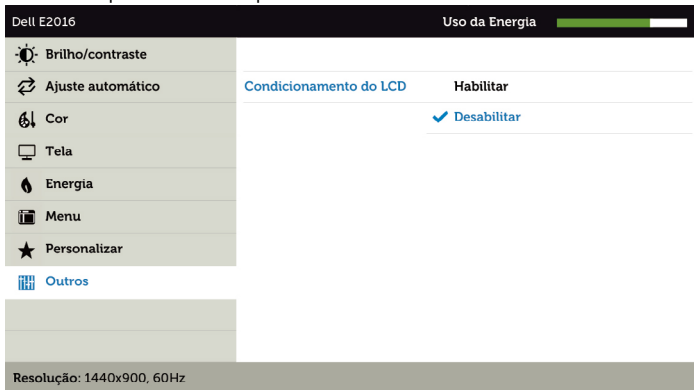 Dell E2016 Uso da Energia
Brilho/contraste
Ajuste automático Condicionamento do LCD Habilitar
Cor Desabilitar
Tela
Energia
Menu
Personalizar
Outros
Resolução: 1440x900, 60Hz